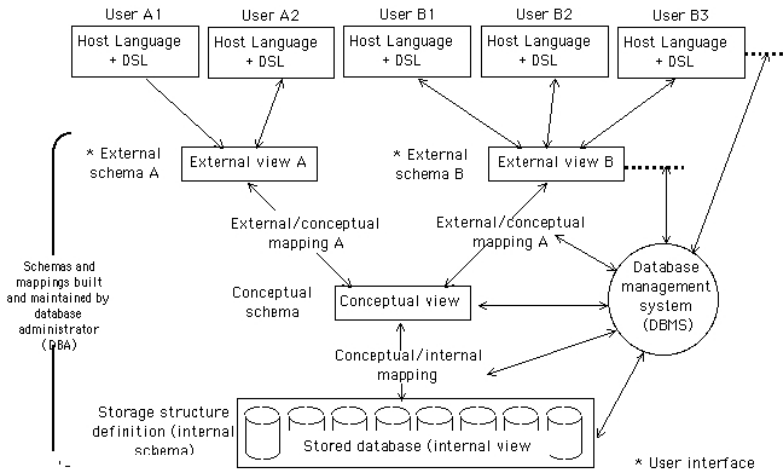 User A1
User A2
User B1
User B2
User B3
Host Language
+ DSL
Host Language
+ DSL
Host Language
+ DSL
Host Language
+ DSL
Host Language
+ DSL
* External
schema A
External view A
* External
schema B
External view B
External/conceptual
mapping A
External/conceptual
mapping A
Schemas and
mappings built
and maintained by
database
administrator
(DBA)
Conceptual
schema
Conceptual view
Database
management
system
(DBMS)
Conceptual/internal
mapping
Storage structure
definition (internal
schema)
Stored database (internal view
* User interface